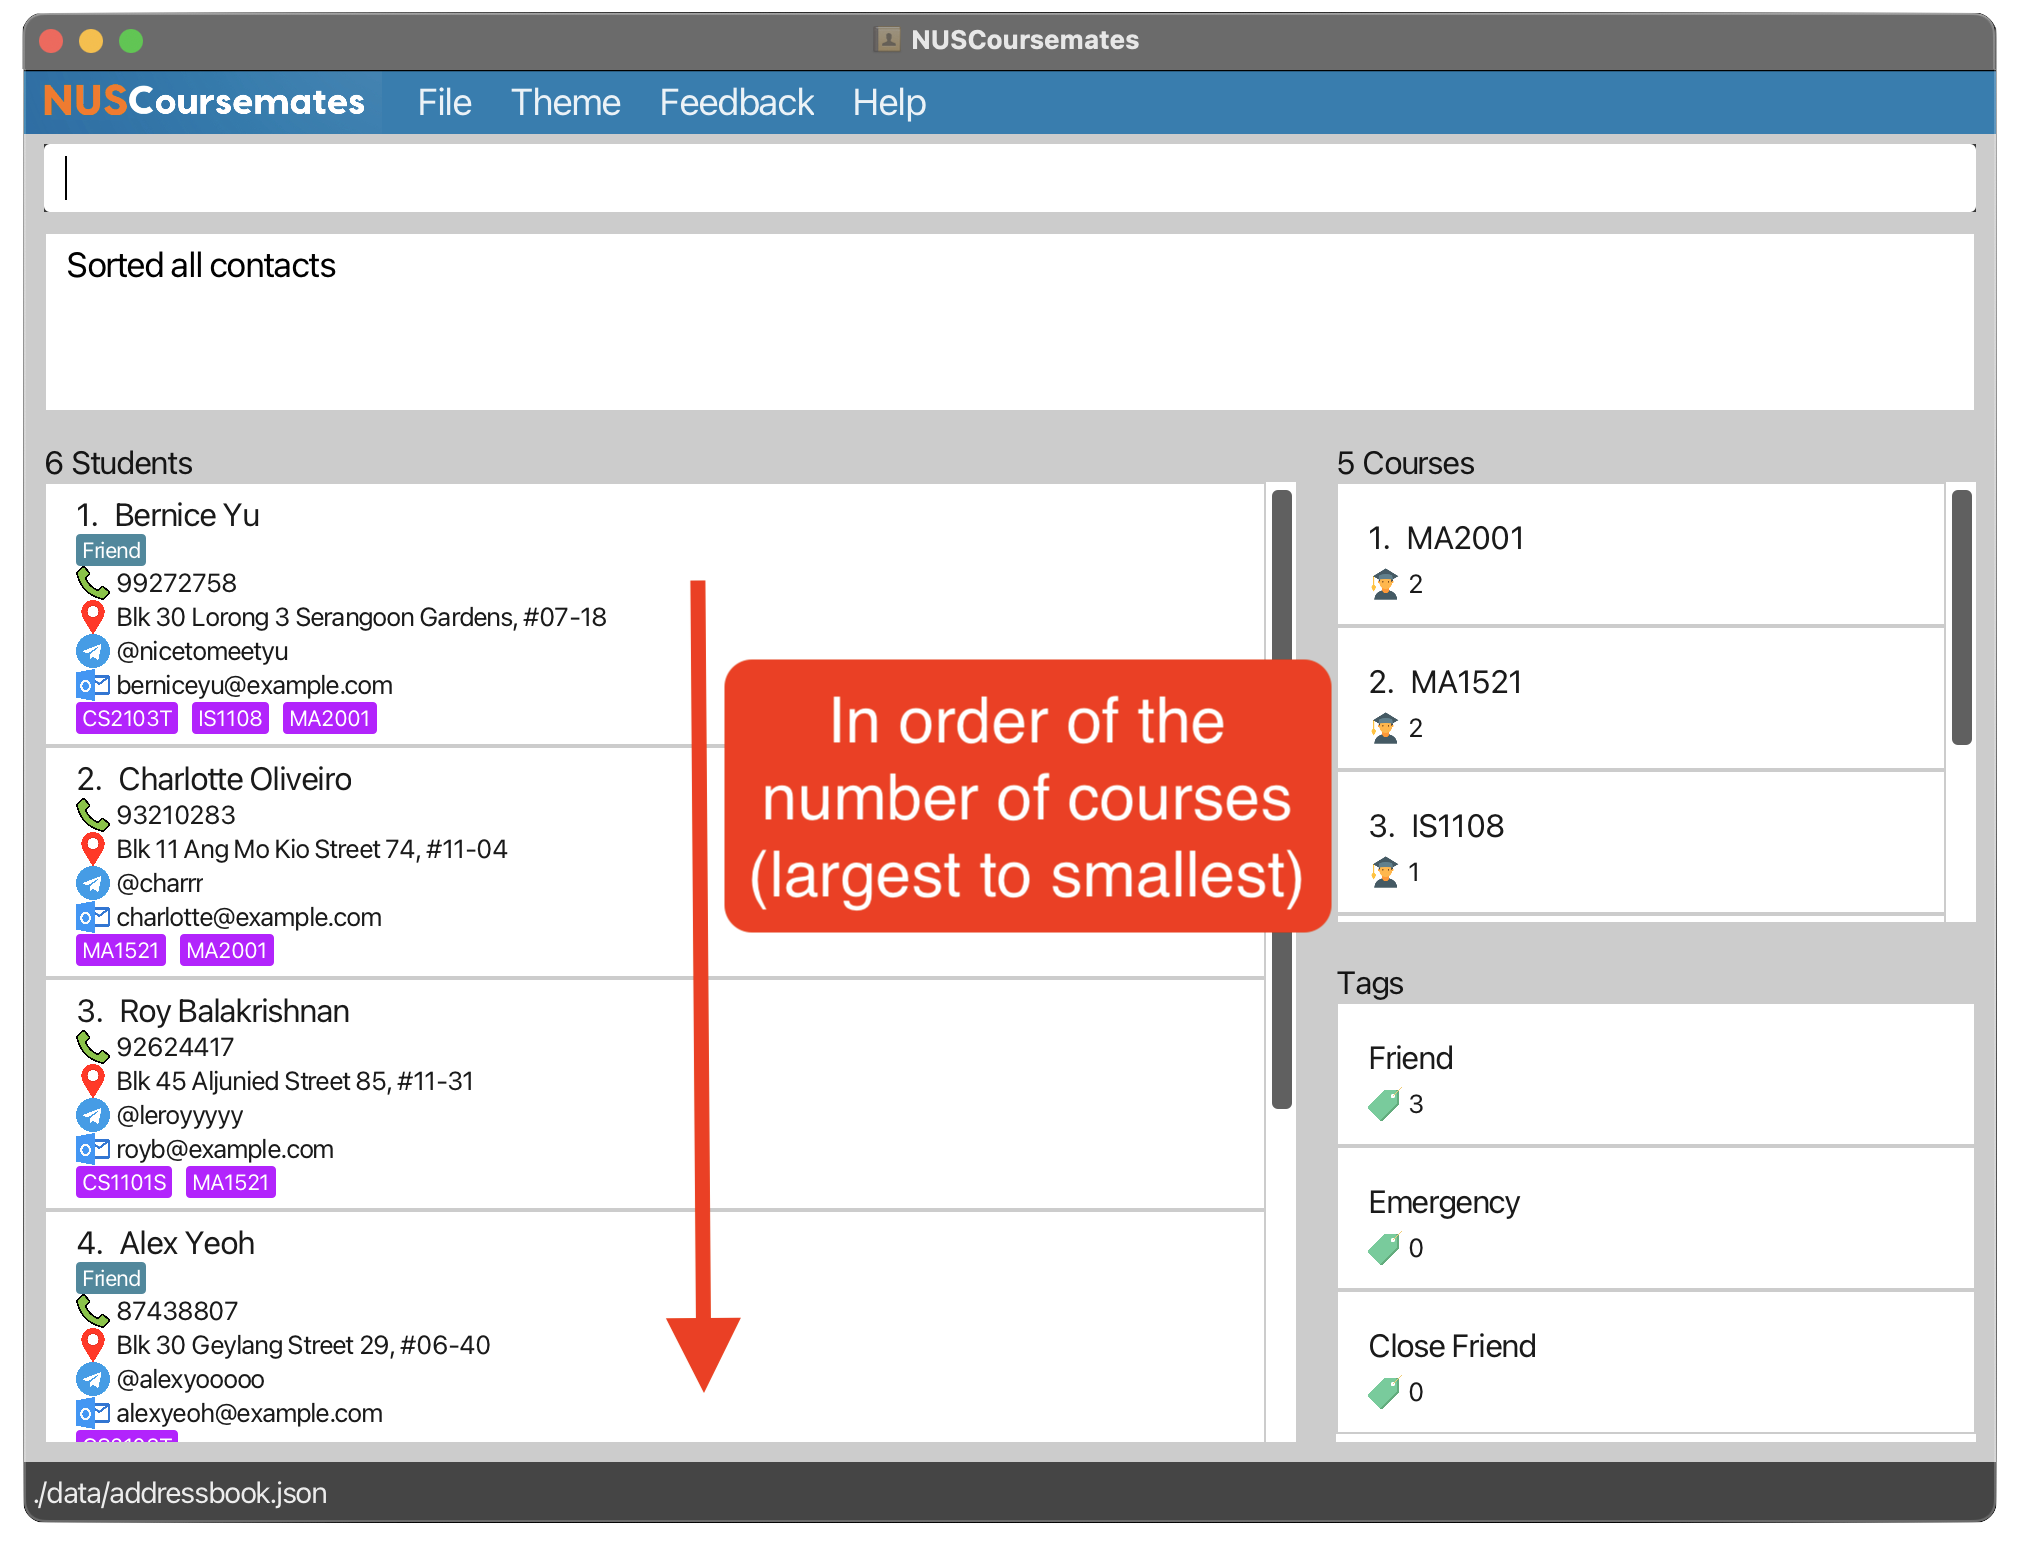 NUSCoursemates
NUSCoursemates File Theme Feedback Help
Sorted all contacts
6 Students
1. Bernice Yu
Friend
99272758
Blk 30 Lorong 3 Serangoon Gardens, #07-18
@nicetomeetyu
berniceyu@example.com
CS2103T IS1108 MA2001
2. Charlotte Oliveiro
93210283
Blk 11 Ang Mo Kio Street 74, #11-04
@charrr
charlotte@example.com
MA1521 MA2001
3. Roy Balakrishnan
92624417
Blk 45 Aljunied Street 85, #11-31
@leroyyyyy
royb@example.com
CS1101S MA1521
4. Alex Yeoh
Friend
87438807
Blk 30 Geylang Street 29, #06-40
@alexyooooo
alexyeoh@example.com
In order of the
number of courses
(largest to smallest)
5 Courses
1. MA2001
2
2. MA1521
2
3. IS1108
1
Tags
Friend
3
Emergency
0
Close Friend
0
./data/addressbook.json